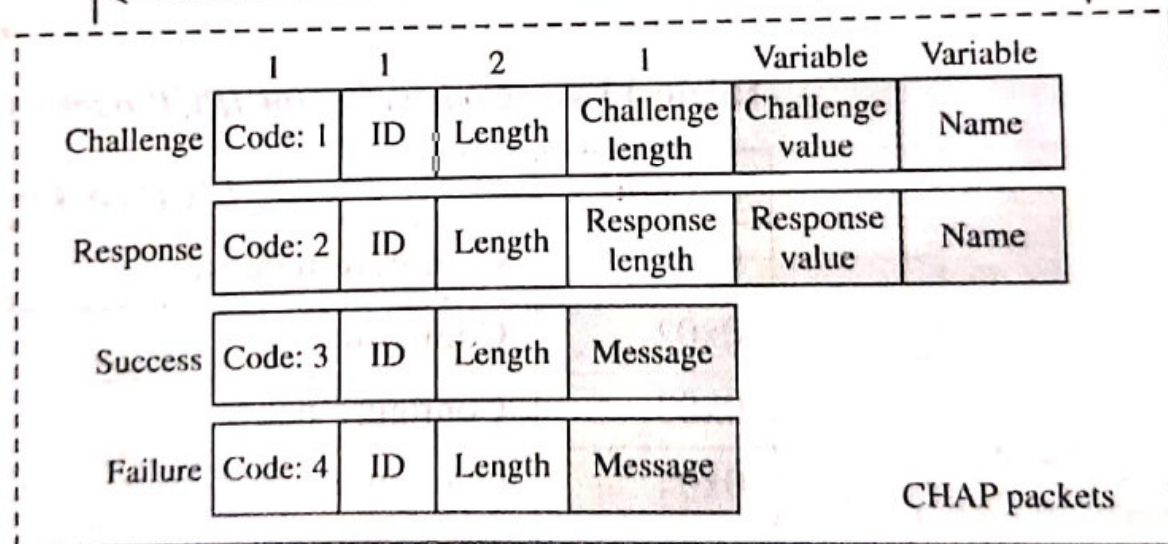 1 1 2 1 Variable Variable
Challenge Code: 1 ID Length Challenge length Challenge value Name
Response Code: 2 ID Length Response length Response value Name
Success Code: 3 ID Length Message
Failure Code: 4 ID Length Message
CHAP packets